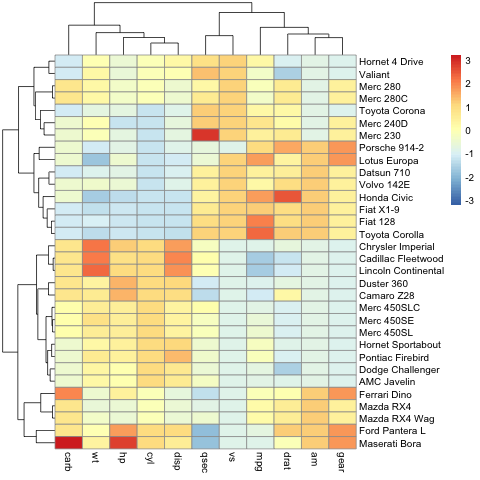 Hornet 4 Drive
Valiant
Merc 280
Merc 280C
Toyota Corona
Merc 240D
Merc 230
Porsche 914-2
Lotus Europa
Datsun 710
Volvo 142E
Honda Civic
Fiat X1-9
Fiat 128
Toyota Corolla
Chrysler Imperial
Cadillac Fleetwood
Lincoln Continental
Duster 360
Camaro Z28
Merc 450SLC
Merc 450SE
Merc 450SL
Hornet Sportabout
Pontiac Firebird
Dodge Challenger
AMC Javelin
Ferrari Dino
Mazda RX4
Mazda RX4 Wag
Ford Pantera L
Maserati Bora
carb wt hp cyl disp qsec vs mpg drat am gear
3
2
1
0
-1
-2
-3